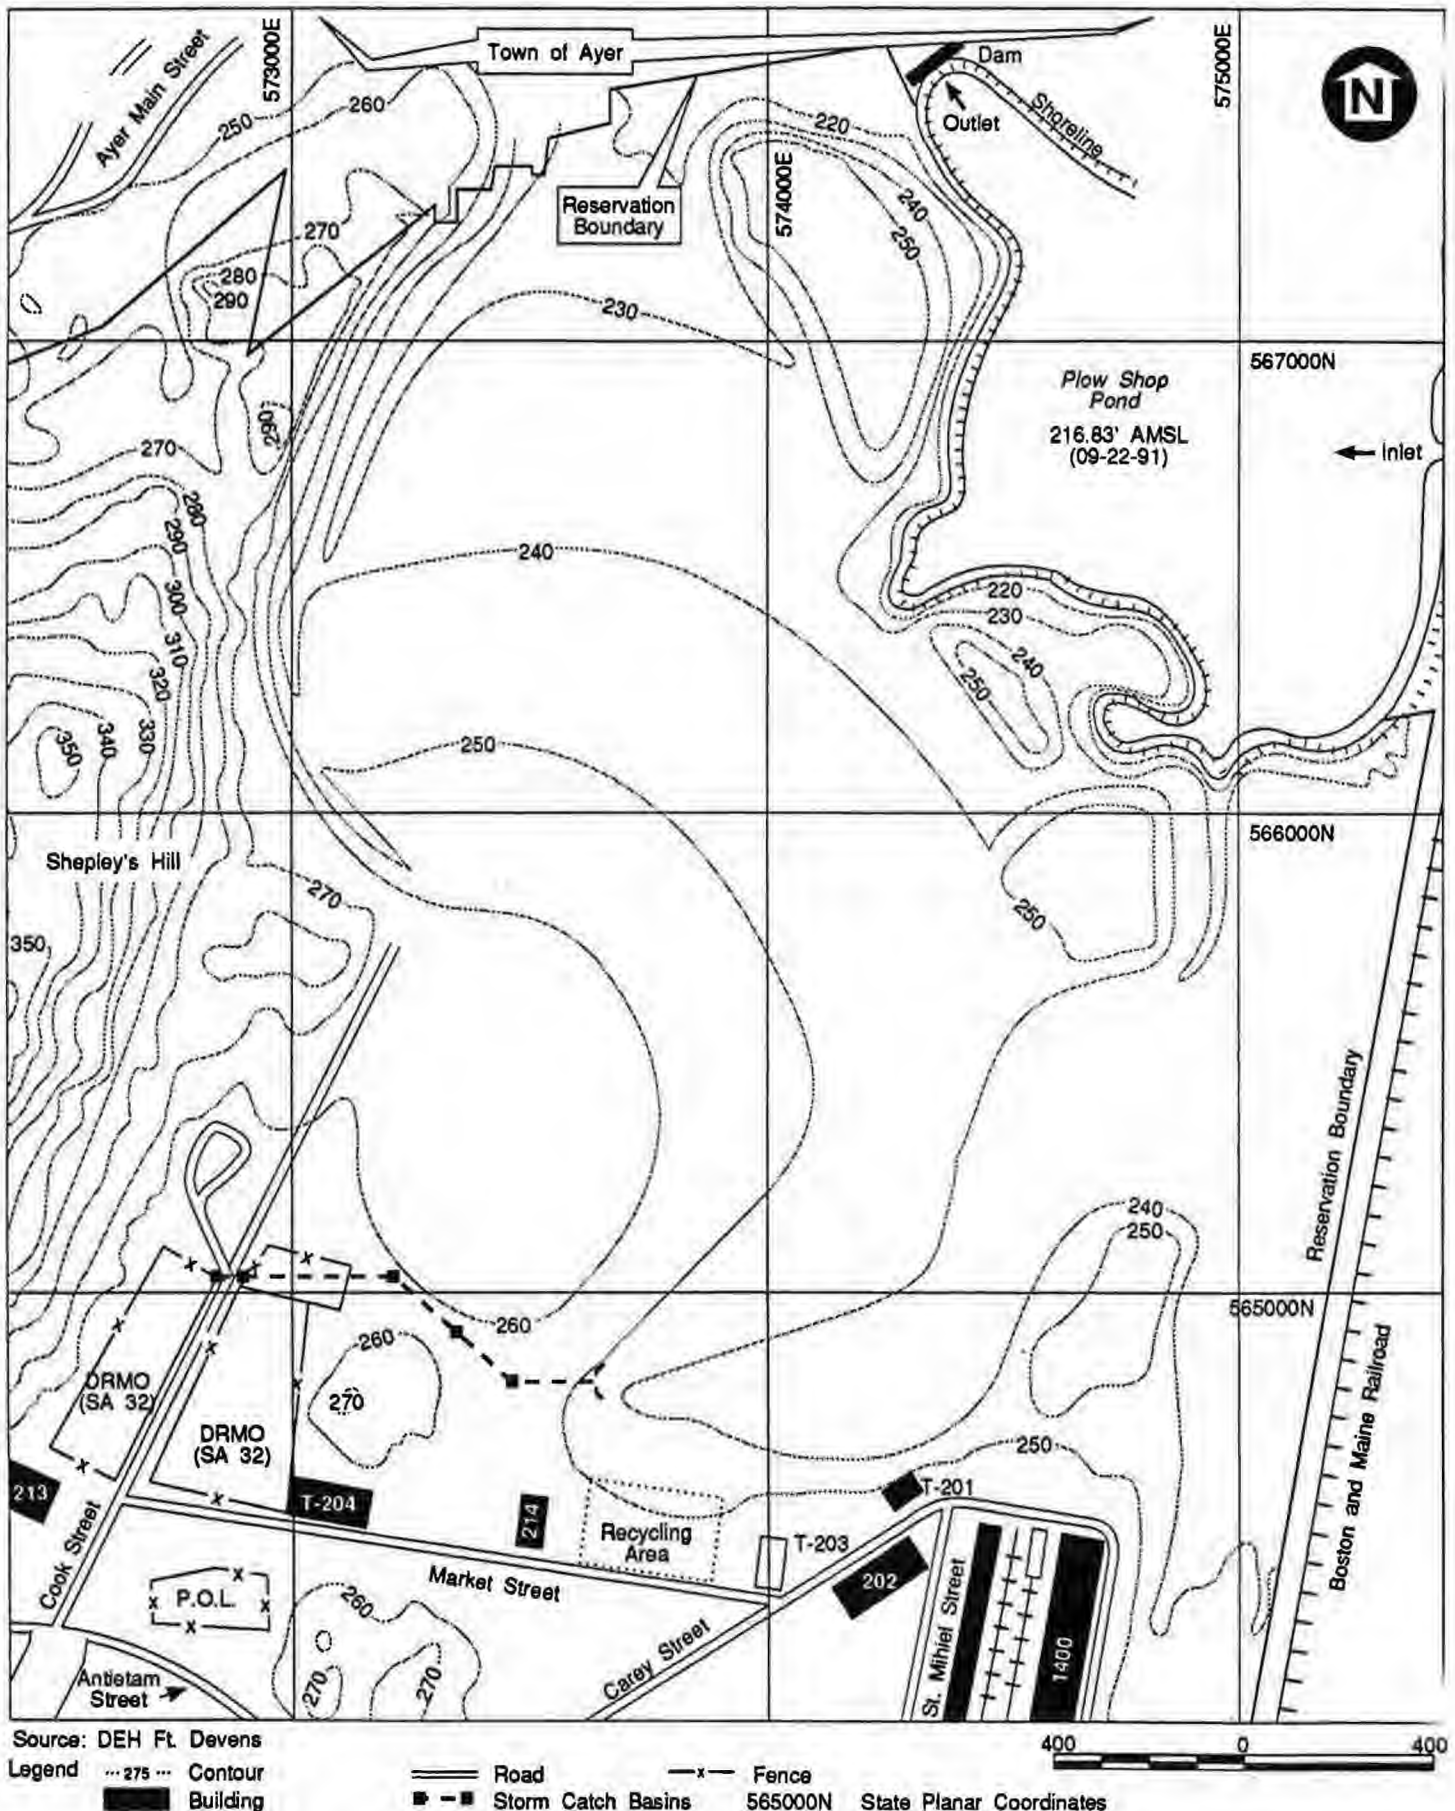 573000E
575000E
Town of Ayer
Dam
N
Ayer Main Street
260
250
220
Outlet
Shoreline
574000E
Reservation
Boundary
240
250
270
280
290
230
567000N
Plow Shop
Pond
216.83' AMSL
(09-22-91)
Inlet
290
270
280
290
240
300
220
230
310
240
320
250
330
340
350
250
566000N
Shepley's Hill
270
250
350
Reservation Boundary
240
250
565000N
260
260
DRMO
(SA 32)
270
DRMO
(SA 32)
250
Boston and Maine Railroad
213
T-204
214
T-201
Recycling
Area
T-203
Cook Street
Market Street
202
P.O.L.
260
St. Mihiel Street
1400
Carey Street
Antietam
Street
270
270
Source: DEH Ft. Devens
400 0 400
Legend ··· 275 ··· Contour
Road
x Fence
Building
Storm Catch Basins
565000N State Planar Coordinates